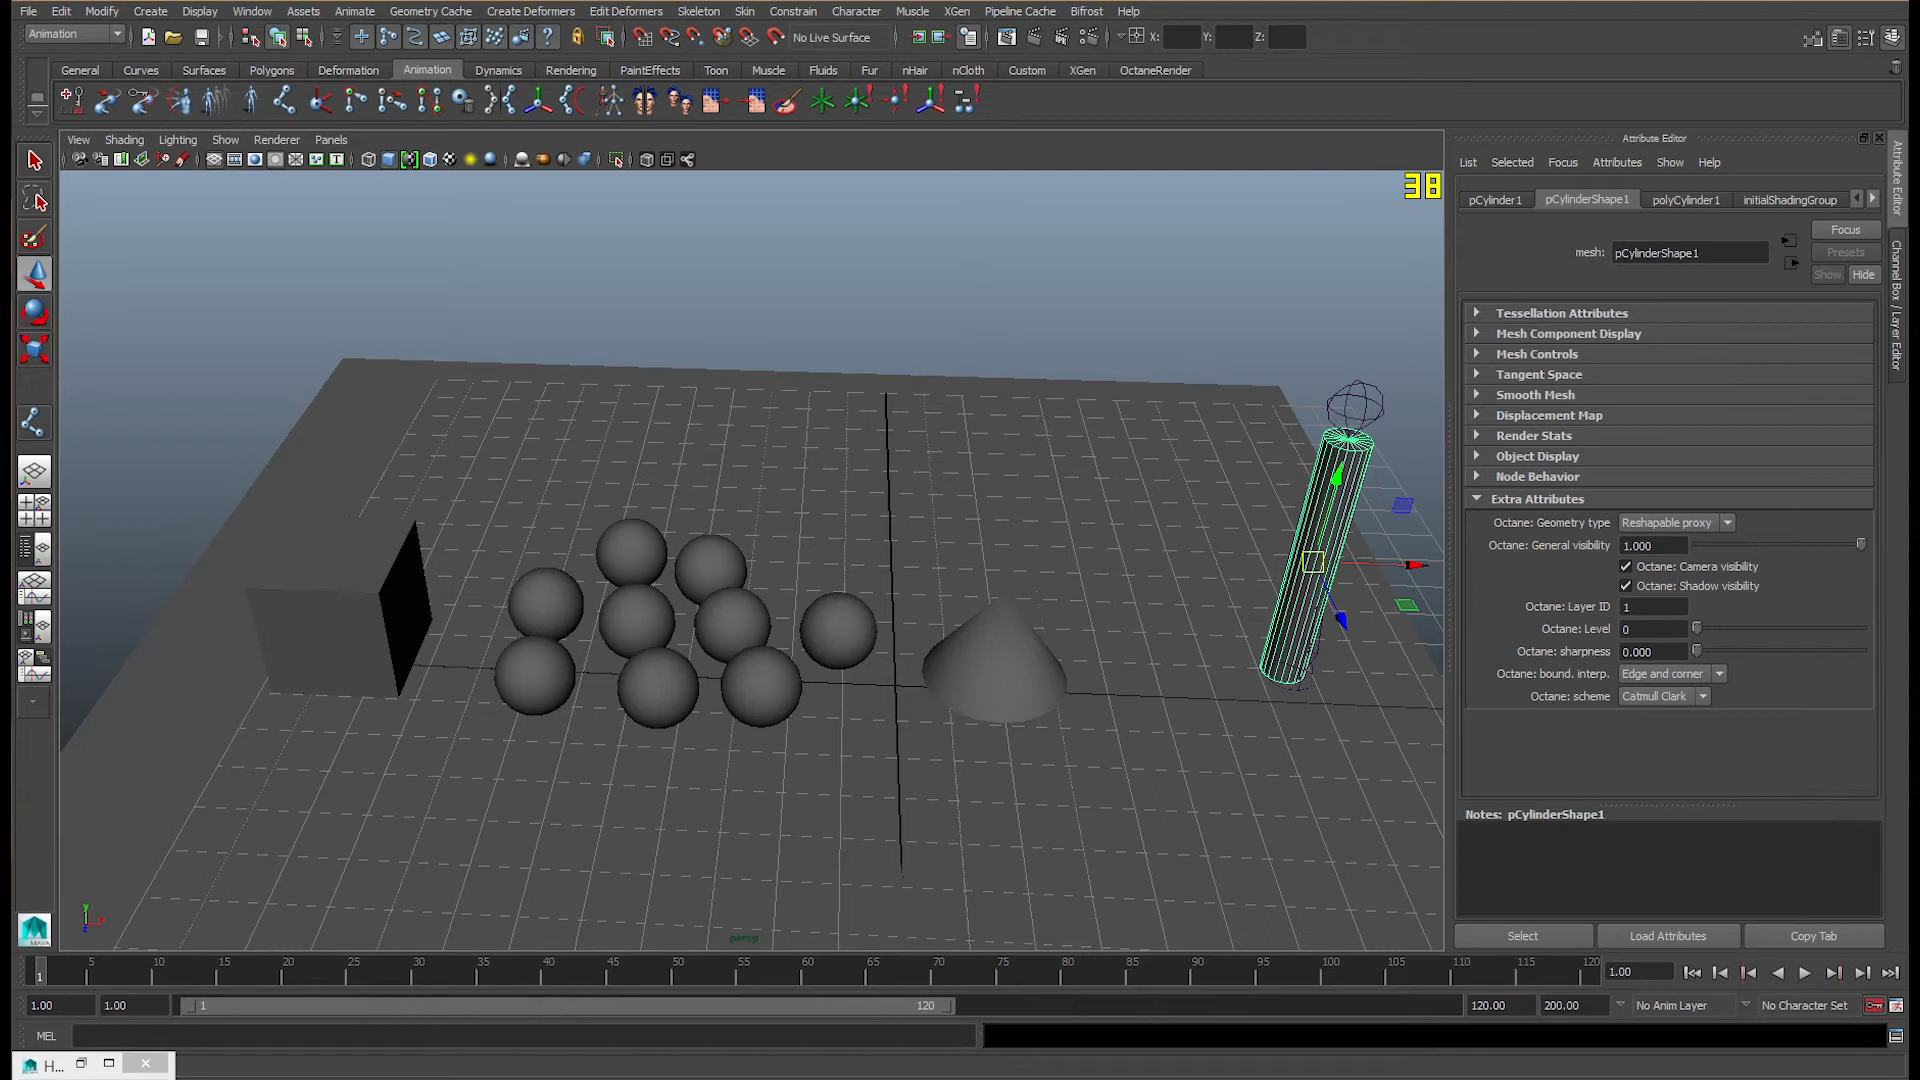 File Edit Modify Create Display Window Assets Animate Geometry Cache Create Deformers Edit Deformers Skeleton Skin Constrain Character Muscle XGen Pipeline Cache Bifrost Help
Animation No Live Surface X: Y: Z:
General Curves Surfaces Polygons Deformation Animation Dynamics Rendering PaintEffects Toon Muscle Fluids Fur nHair nCloth Custom XGen OctaneRender
View Shading Lighting Show Renderer Panels
38
persp
Attribute Editor
List Selected Focus Attributes Show Help
pCylinder1 pCylinderShape1 polyCylinder1 initialShadingGroup
Focus
mesh: pCylinderShape1 Presets
Show Hide
Tessellation Attributes
Mesh Component Display
Mesh Controls
Tangent Space
Smooth Mesh
Displacement Map
Render Stats
Object Display
Node Behavior
Extra Attributes
Octane: Geometry type Reshapable proxy
Octane: General visibility 1.000
Octane: Camera visibility
Octane: Shadow visibility
Octane: Layer ID 1
Octane: Level 0
Octane: sharpness 0.000
Octane: bound. interp. Edge and corner
Octane: scheme Catmull Clark
Notes: pCylinderShape1
Select Load Attributes Copy Tab
Attribute Editor
Channel Box / Layer Editor
MAYA
1 5 10 15 20 25 30 35 40 45 50 55 60 65 70 75 80 85 90 95 100 105 110 115 120 1.00
1.00 1.00 1 120 120.00 200.00 No Anim Layer No Character Set
MEL
H...